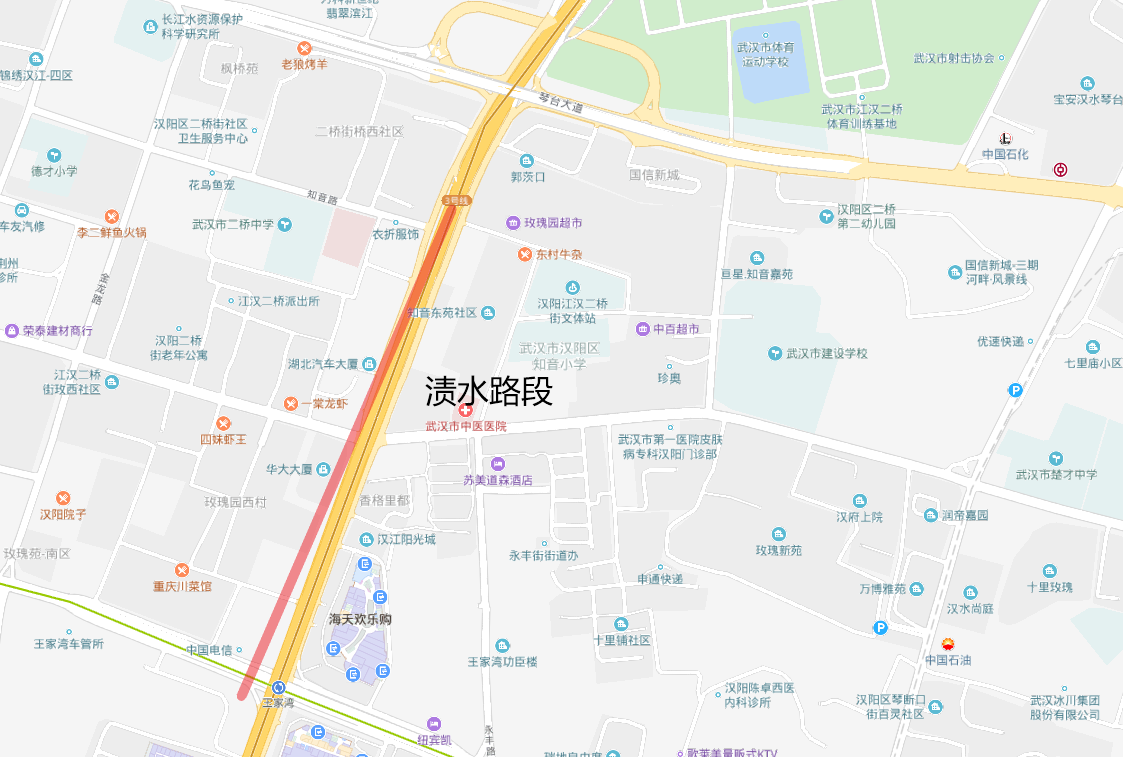 翡翠滨江
长江水资源保护
科学研究所
武汉市体育
运动学校
老狼烤羊
枫桥苑
武汉市射击协会
锦绣汉江-四区
宝安汉水琴台
琴台大道
武汉市江汉二桥
体育训练基地
汉阳区二桥街社区
卫生服务中心
二桥街桥西社区
中国石化
德才小学
郭茨口
国信新城
花鸟鱼宠
知音路
3号线
车友汽修
李二鲜鱼火锅
武汉市二桥中学
衣折服饰
玫瑰园超市
汉阳区二桥
第二幼儿园
东村牛杂
荆州
诊所
金龙路
亘星.知音嘉苑
国信新城-三期
河畔·风景线
江汉二桥派出所
知音东苑社区
汉阳江汉二桥
街文体站
荣泰建材商行
中百超市
汉阳二桥
街老年公寓
武汉市汉阳区
知音小学
武汉市建设学校
优速快递
七里庙小区
湖北汽车大厦
江汉二桥
街玫西社区
珍奥
渍水路段
一棠龙虾
武汉市中医医院
四妹虾王
武汉市第一医院皮肤
病专科汉阳门诊部
华大大厦
苏美道森酒店
武汉市楚才中学
汉阳院子
玫瑰园西村
香格里都
汉府上院
润帝嘉园
汉江阳光城
玫瑰苑-南区
永丰街街道办
玫瑰新苑
重庆川菜馆
申通快递
万博雅苑
汉水尚庭
十里玫瑰
海天欢乐购
王家湾车管所
中国电信
十里铺社区
王家湾功臣楼
中国石油
王家湾
汉阳陈卓西医
内科诊所
汉阳区琴断口
街百灵社区
武汉冰川集团
股份有限公司
纽宾凯
永丰路
歌莱美量贩式KTV